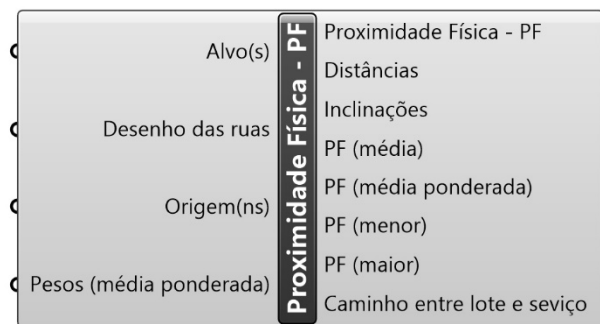 Alvo(s)
Desenho das ruas
Origem(ns)
Pesos (média ponderada)
Proximidade Física - PF
Proximidade Física - PF
Distâncias
Inclinações
PF (média)
PF (média ponderada)
PF (menor)
PF (maior)
Caminho entre lote e seviço